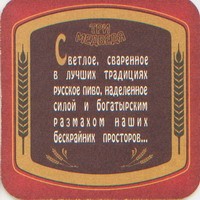 ТРИ
МЕДВЕДЯ
Светлое, сваренное
в лучших традициях
русское пиво, наделенное
силой и богатырским
размахом наших
бескрайних просторов...